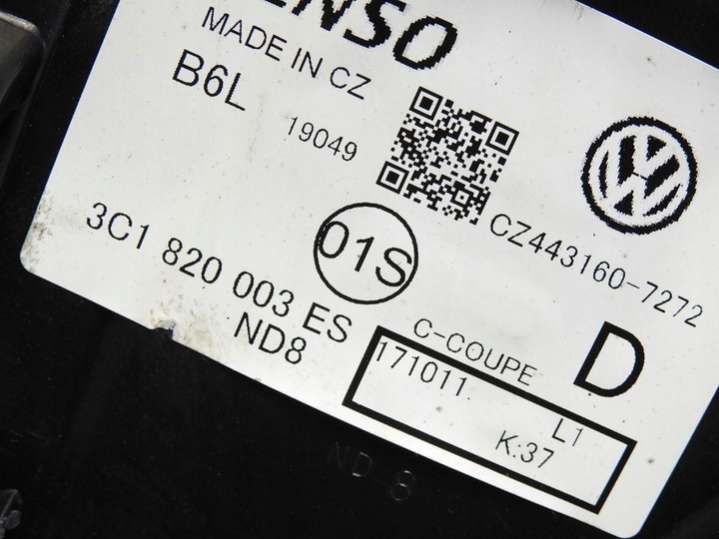 ENSO
MADE IN CZ
B6L
19049
CZ443160-7272
01S
3C1 820 003 ES
ND8
C-COUPE
D
171011
L1
K:37
ND-8